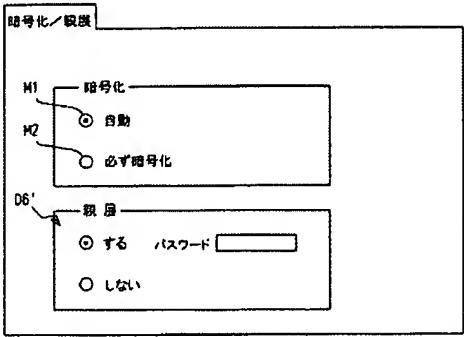 暗号化/親展
M1
暗号化
自動
M2
必ず暗号化
D6'
親展
する パスワード
しない